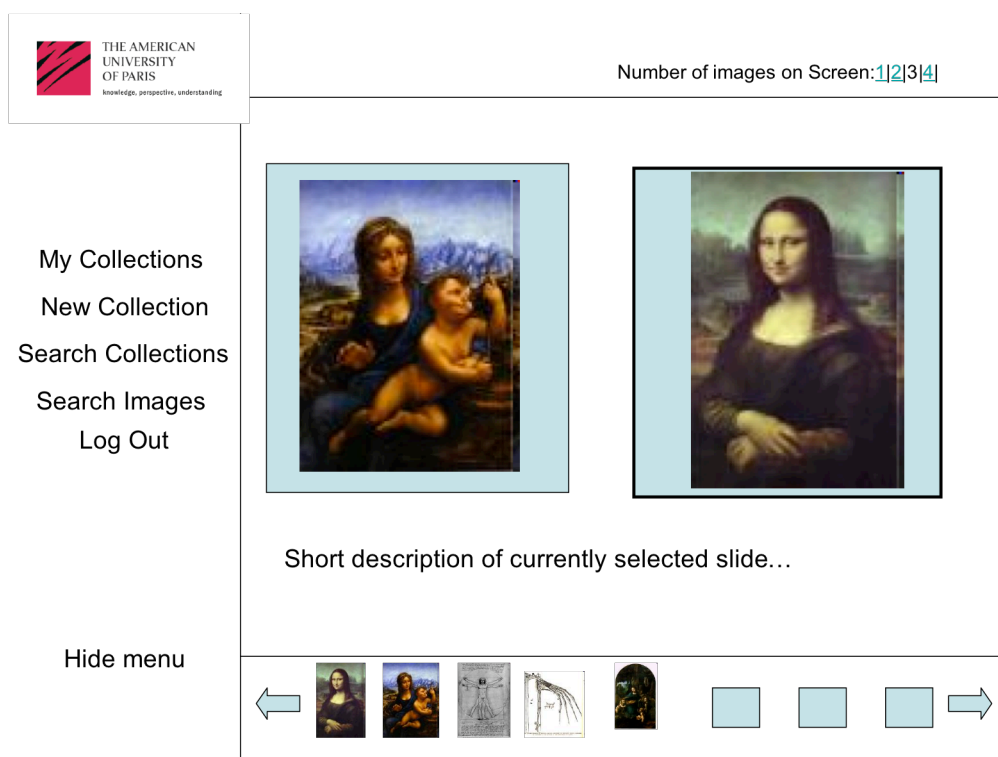 THE AMERICAN
UNIVERSITY
OF PARIS
knowledge, perspective, understanding
Number of images on Screen:1|2|3|4|
My Collections
New Collection
Search Collections
Search Images
Log Out
Short description of currently selected slide…
Hide menu